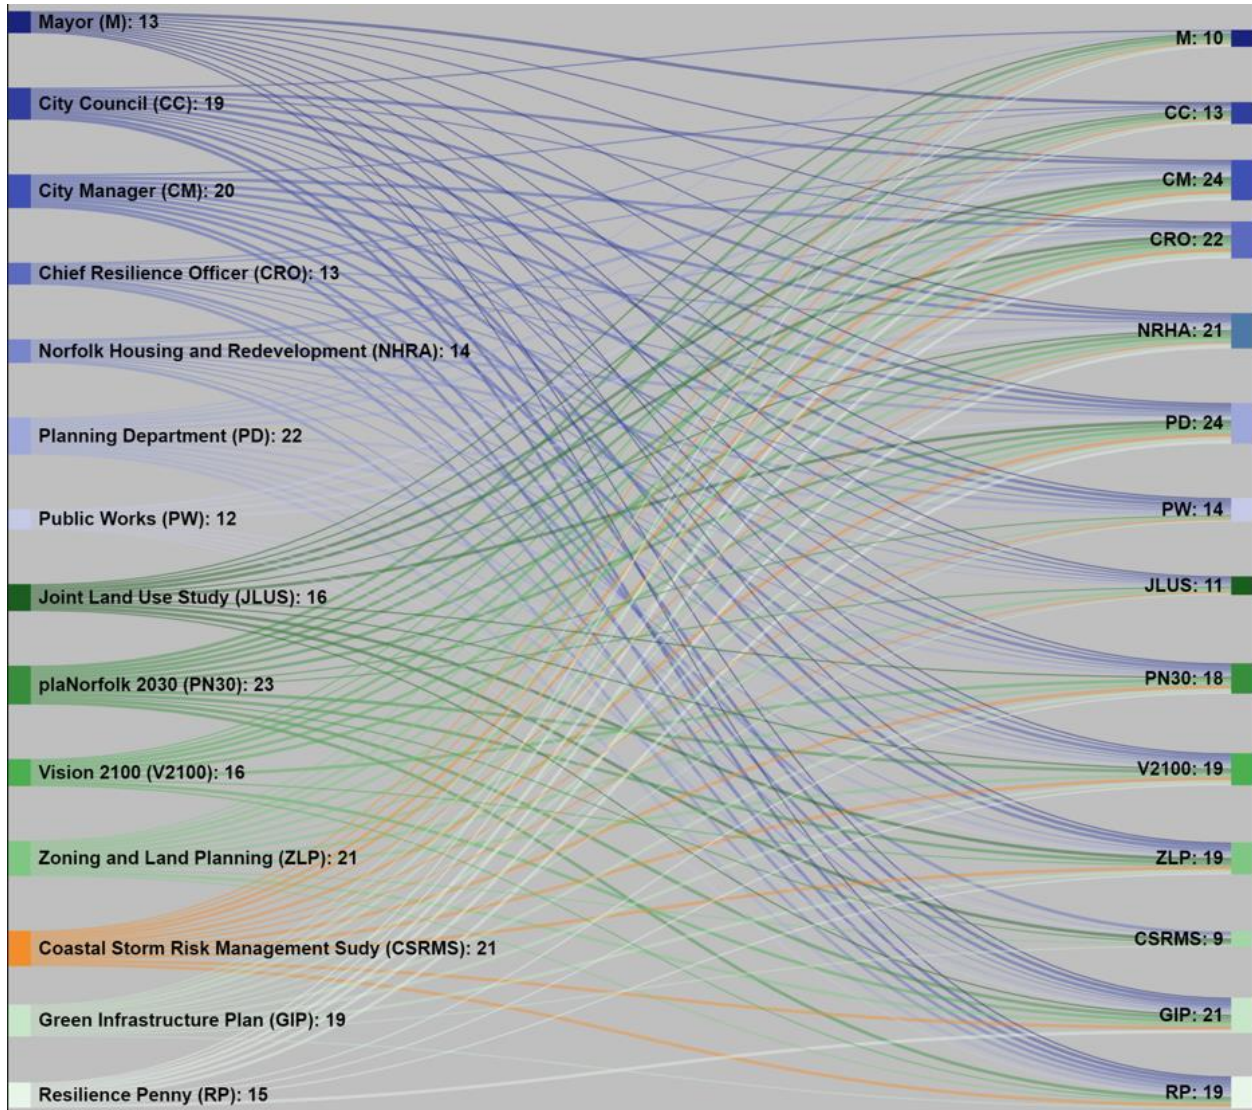 Mayor (M): 13
City Council (CC): 19
City Manager (CM): 20
Chief Resilience Officer (CRO): 13
Norfolk Housing and Redevelopment (NHRA): 14
Planning Department (PD): 22
Public Works (PW): 12
Joint Land Use Study (JLUS): 16
plaNorfolk 2030 (PN30): 23
Vision 2100 (V2100): 16
Zoning and Land Planning (ZLP): 21
Coastal Storm Risk Management Sudy (CSRMS): 21
Green Infrastructure Plan (GIP): 19
Resilience Penny (RP): 15
M: 10
CC: 13
CM: 24
CRO: 22
NRHA: 21
PD: 24
PW: 14
JLUS: 11
PN30: 18
V2100: 19
ZLP: 19
CSRMS: 9
GIP: 21
RP: 19